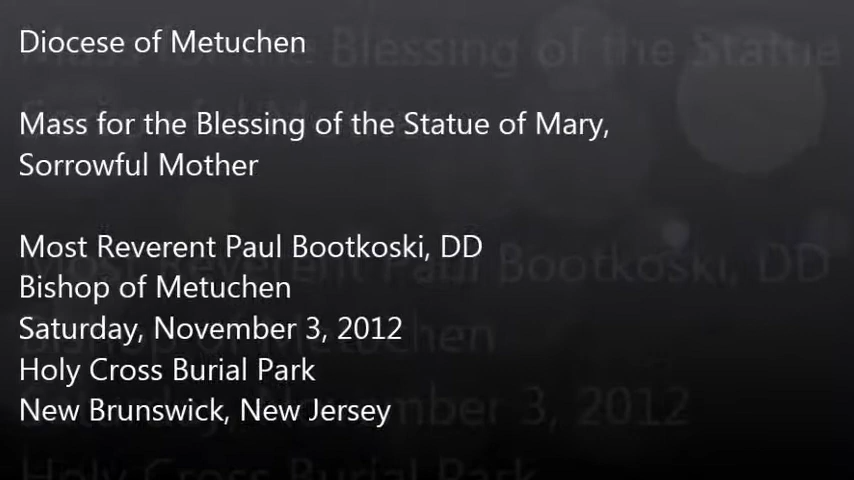 Diocese of Metuchen
Mass for the Blessing of the Statue of Mary,
Sorrowful Mother
Most Reverent Paul Bootkoski, DD
Bishop of Metuchen
Saturday, November 3, 2012
Holy Cross Burial Park
New Brunswick, New Jersey